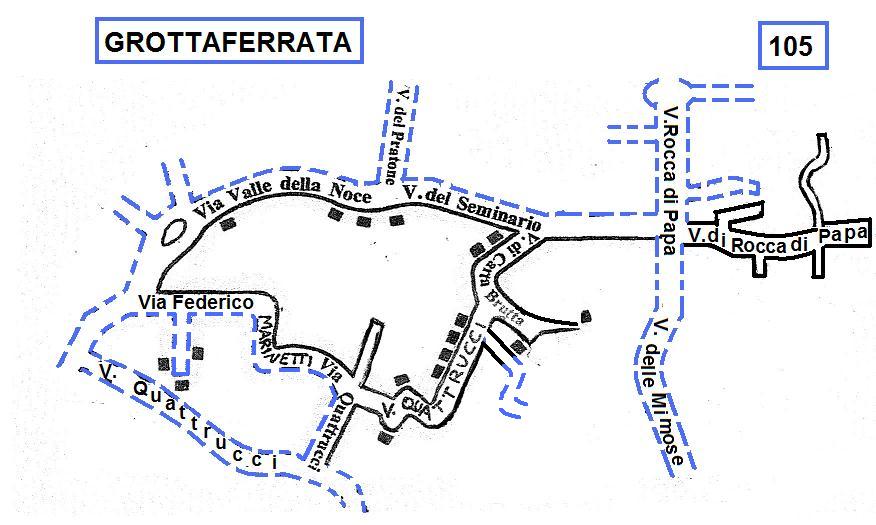 GROTTAFERRATA
105
V. del Pratone
V. Rocca di Papa
Via Valle della Noce
V. del Seminario
V. di Carra Brutta
V. di Rocca di Papa
Via Federico
MARINETTI
Via Quattrucci
V. QUATTRUCCI
V. Quattrucci
V. delle Mimose